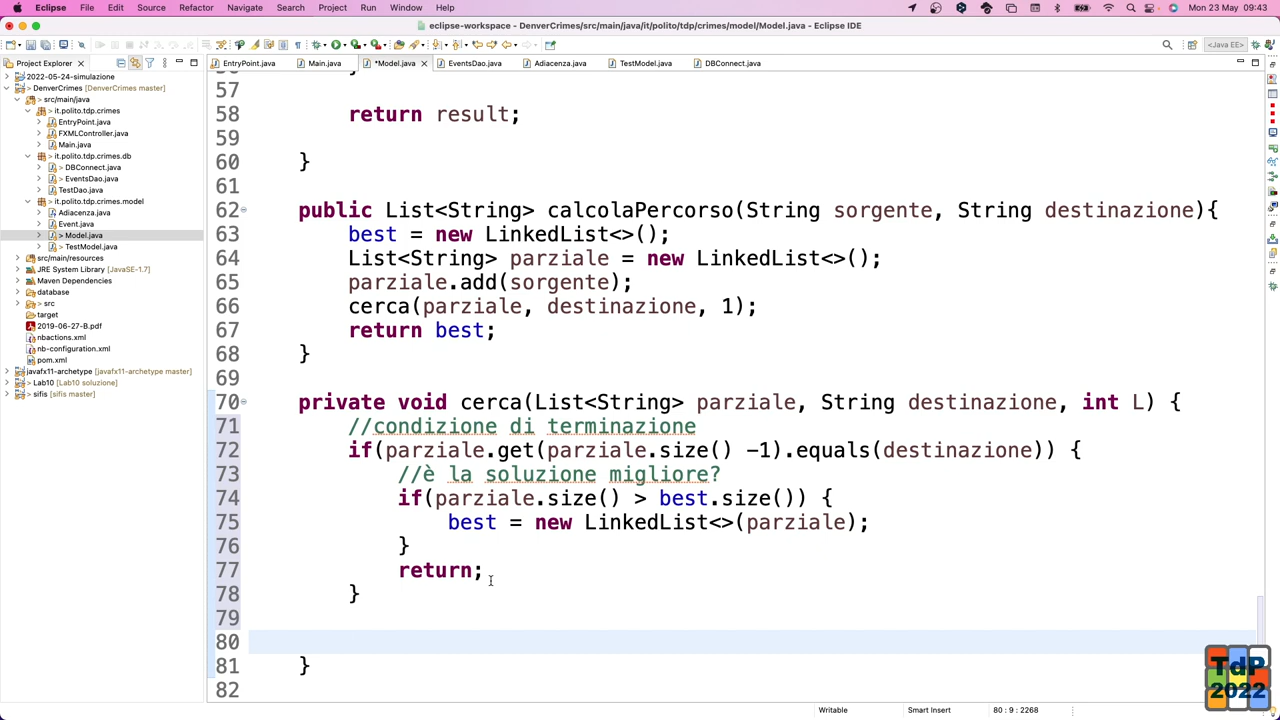 Eclipse File Edit Source Refactor Navigate Search Project Run Window Help Mon 23 May 09:43
eclipse-workspace - DenverCrimes/src/main/java/it/polito/tdp/crimes/model/Model.java - Eclipse IDE
<Java EE>
Project Explorer
EntryPoint.java Main.java *Model.java EventsDao.java Adiacenza.java TestModel.java DBConnect.java
2022-05-24-simulazione
> DenverCrimes [DenverCrimes master]
> src/main/java
> it.polito.tdp.crimes
> EntryPoint.java
> FXMLController.java
> Main.java
> it.polito.tdp.crimes.db
> DBConnect.java
> EventsDao.java
TestDao.java
> it.polito.tdp.crimes.model
Adiacenza.java
Event.java
> Model.java
> TestModel.java
> src/main/resources
JRE System Library [JavaSE-1.7]
Maven Dependencies
database
> src
target
2019-06-27-B.pdf
nbactions.xml
nb-configuration.xml
pom.xml
javafx11-archetype [javafx11-archetype master]
> Lab10 [Lab10 soluzione]
> sifis [sifis master]
57
58 return result;
59
60 }
61
62 public List<String> calcolaPercorso(String sorgente, String destinazione){
63 best = new LinkedList<>();
64 List<String> parziale = new LinkedList<>();
65 parziale.add(sorgente);
66 cerca(parziale, destinazione, 1);
67 return best;
68 }
69
70 private void cerca(List<String> parziale, String destinazione, int L) {
71 //condizione di terminazione
72 if(parziale.get(parziale.size() -1).equals(destinazione)) {
73 //è la soluzione migliore?
74 if(parziale.size() > best.size()) {
75 best = new LinkedList<>(parziale);
76 }
77 return;
78 }
79
80
81 }
82
TdP
2022
Writable Smart Insert 80 : 9 : 2268